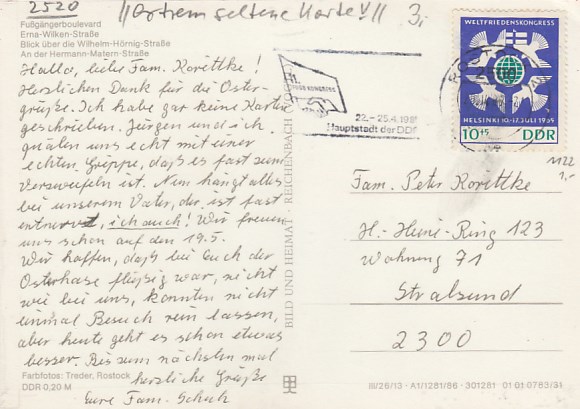 2520
!!extrem seltene Karte!!
3,-
Fußgängerboulevard
Erna-Wilken-Straße
Blick über die Wilhelm-Hörnig-Straße
An der Hermann-Matern-Straße
Hallo, liebe Fam. Korettke!
Herzlichen Dank für die Oster-
grüße. Ich habe gar keine Karten
geschrieben. Jürgen und ich
quälen uns echt mit einer
echten Grippe, daß es fast zum
Verzweifeln ist. Nun hängt alles
bei unserem Vater, der ist fast
entnervt, ich auch! Wir freuen
uns schon auf den 19.5.
Wir hoffen, daß bei Euch der
Osterhase fleißig war, nicht
wie bei uns, konnten nicht
einmal Besuch rein lassen,
aber heute geht es schon etwas
besser. Bis zum nächsten mal
herzliche Grüße
Eure Fam.
Farbfotos: Treder, Rostock
DDR 0,20 M
BILD UND HEIMAT · REICHENBACH
22.-25.4.1981
Hauptstadt der DDR
WELTFRIEDENSKONGRESS
HELSINKI 10.-17. JULI 1965
10+5 DDR
1122
1,-
Fam. Peter Korettke
H.-Heine-Ring 123
Wohnung 71
Stralsund
2300
III/26/13 · A1/1281/86 · 301281 01 01 0763/31